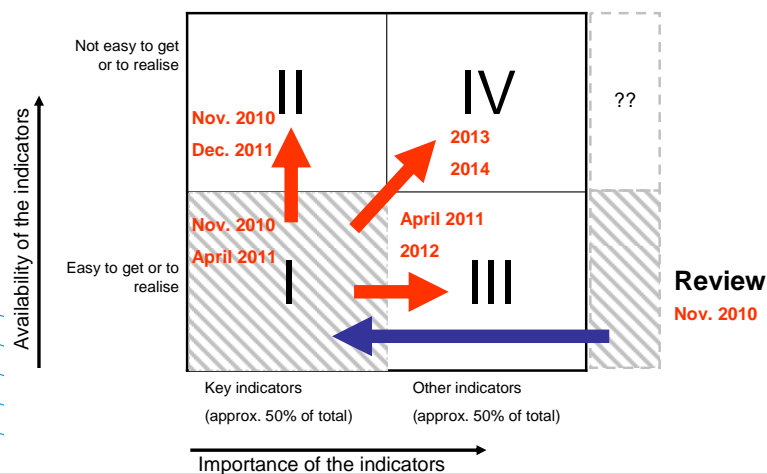 Not easy to get
or to realise
II
IV
??
Nov. 2010
Dec. 2011
2013
2014
Availability of the indicators
Nov. 2010
April 2011
April 2011
2012
Easy to get or to
realise
I
III
Review
Nov. 2010
Key indicators
(approx. 50% of total)
Other indicators
(approx. 50% of total)
Importance of the indicators